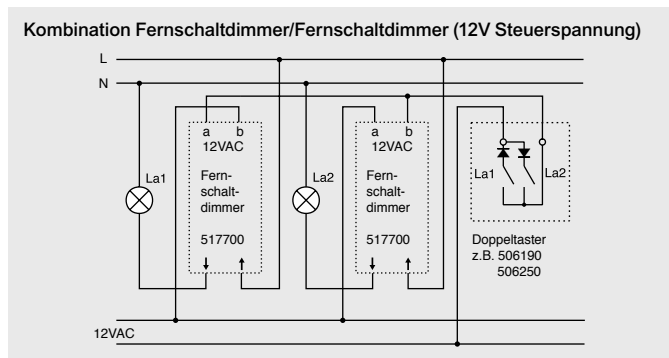 Kombination Fernschaltdimmer/Fernschaltdimmer (12V Steuerspannung)
L
N
a b
12VAC
Fern-
schalt-
dimmer
517700
La1
a b
12VAC
Fern-
schalt-
dimmer
517700
La2
La1
La2
Doppeltaster
z.B. 506190
506250
12VAC